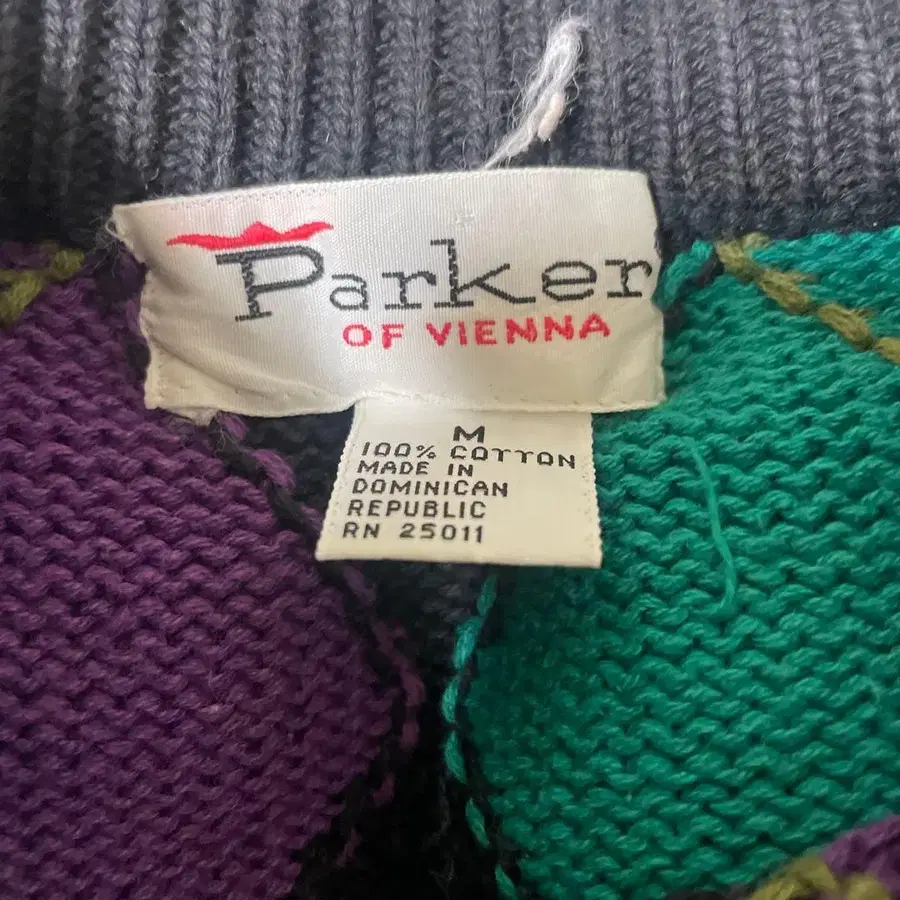 Parker
OF VIENNA
M
100% COTTON
MADE IN
DOMINICAN
REPUBLIC
RN 25011